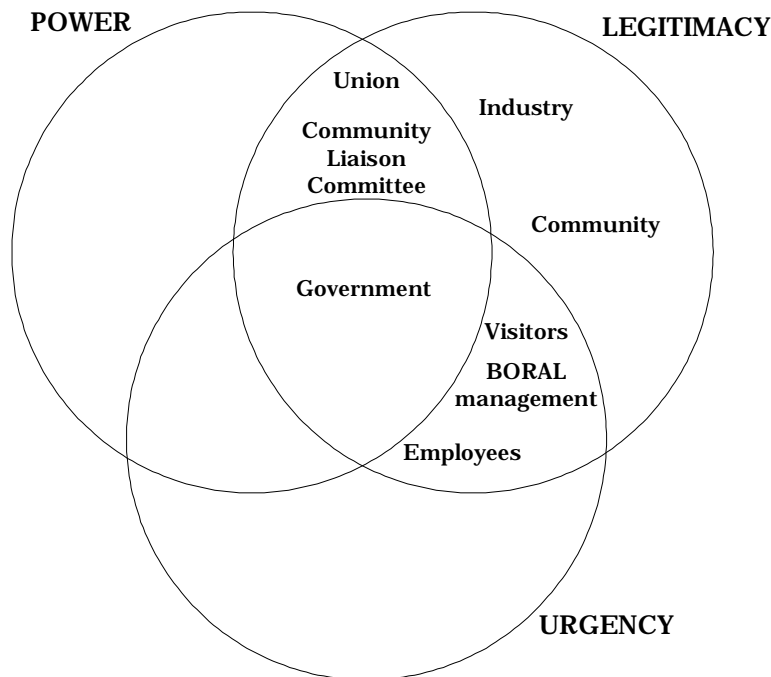 POWER
LEGITIMACY
Union
Industry
Community
Liaison
Committee
Community
Government
Visitors
BORAL
management
Employees
URGENCY